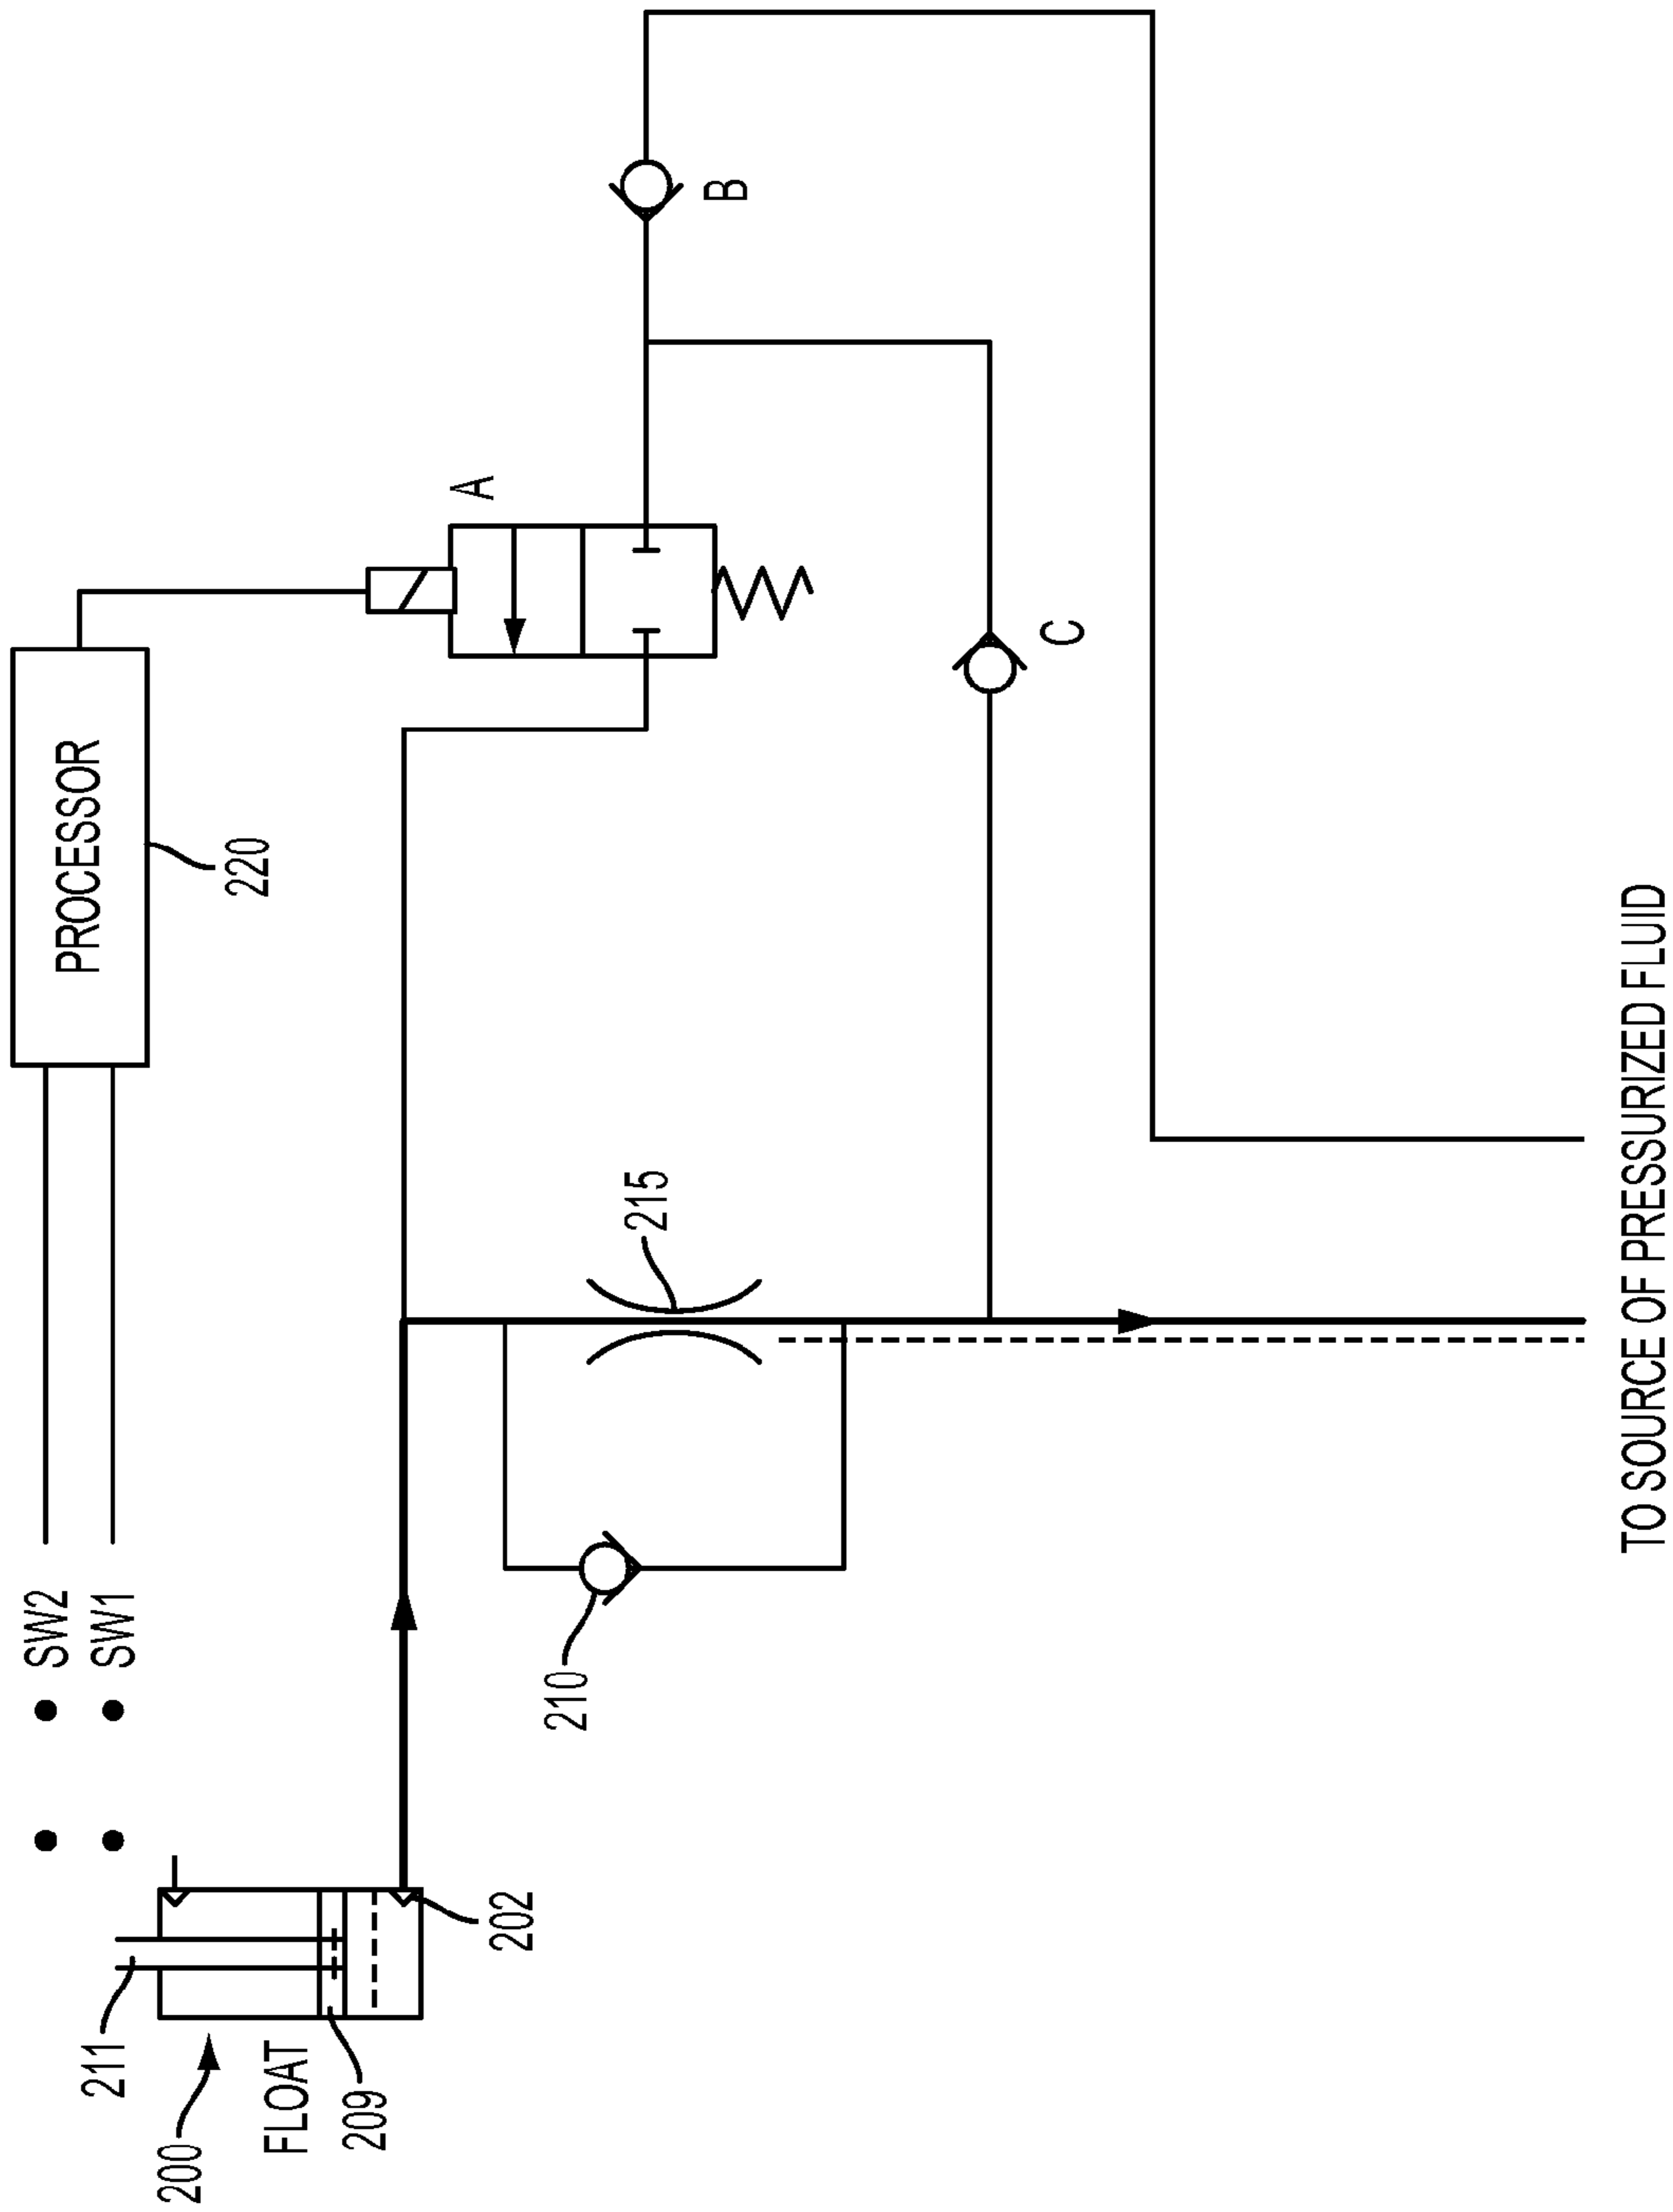 200
211
FLOAT
209
202
SW2
SW1
210
215
PROCESSOR
220
A
B
C
TO SOURCE OF PRESSURIZED FLUID